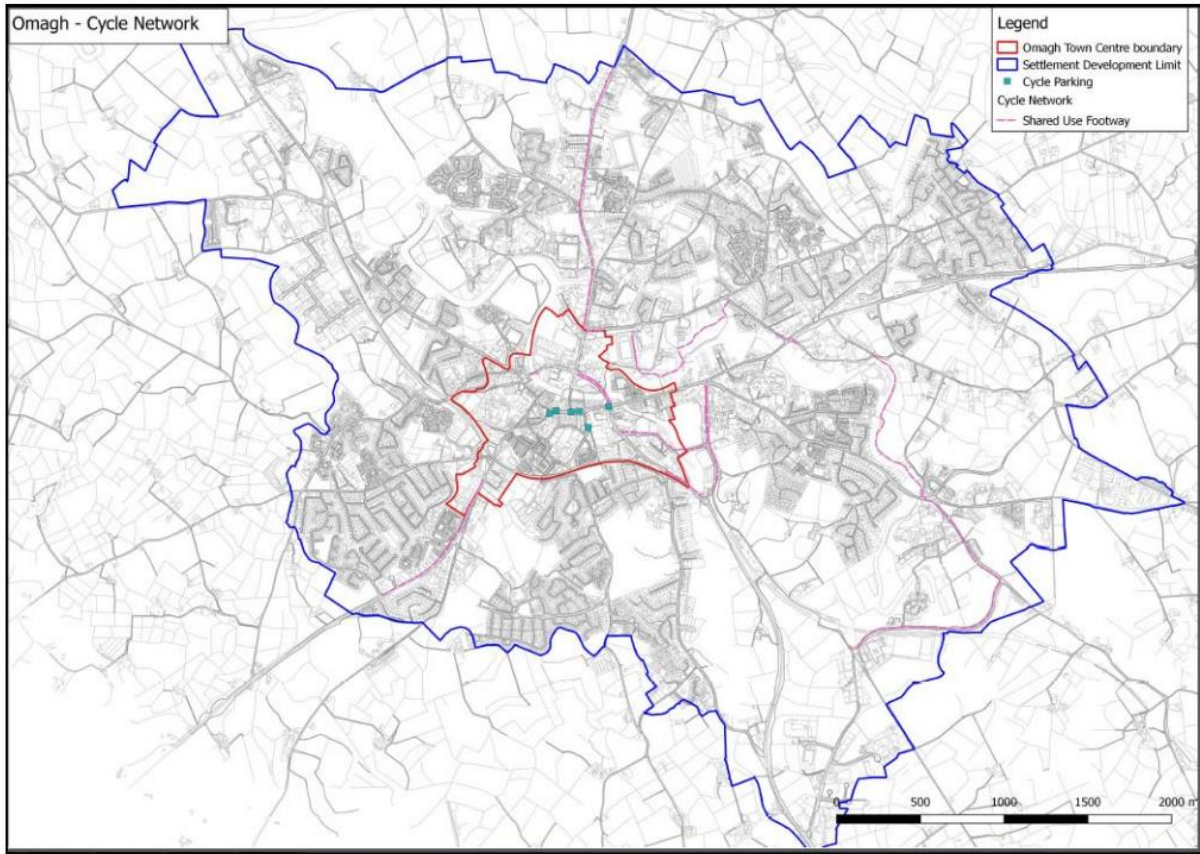 Omagh - Cycle Network
Legend
Omagh Town Centre boundary
Settlement Development Limit
Cycle Parking
Cycle Network
Shared Use Footway
0 500 1000 1500 2000 m